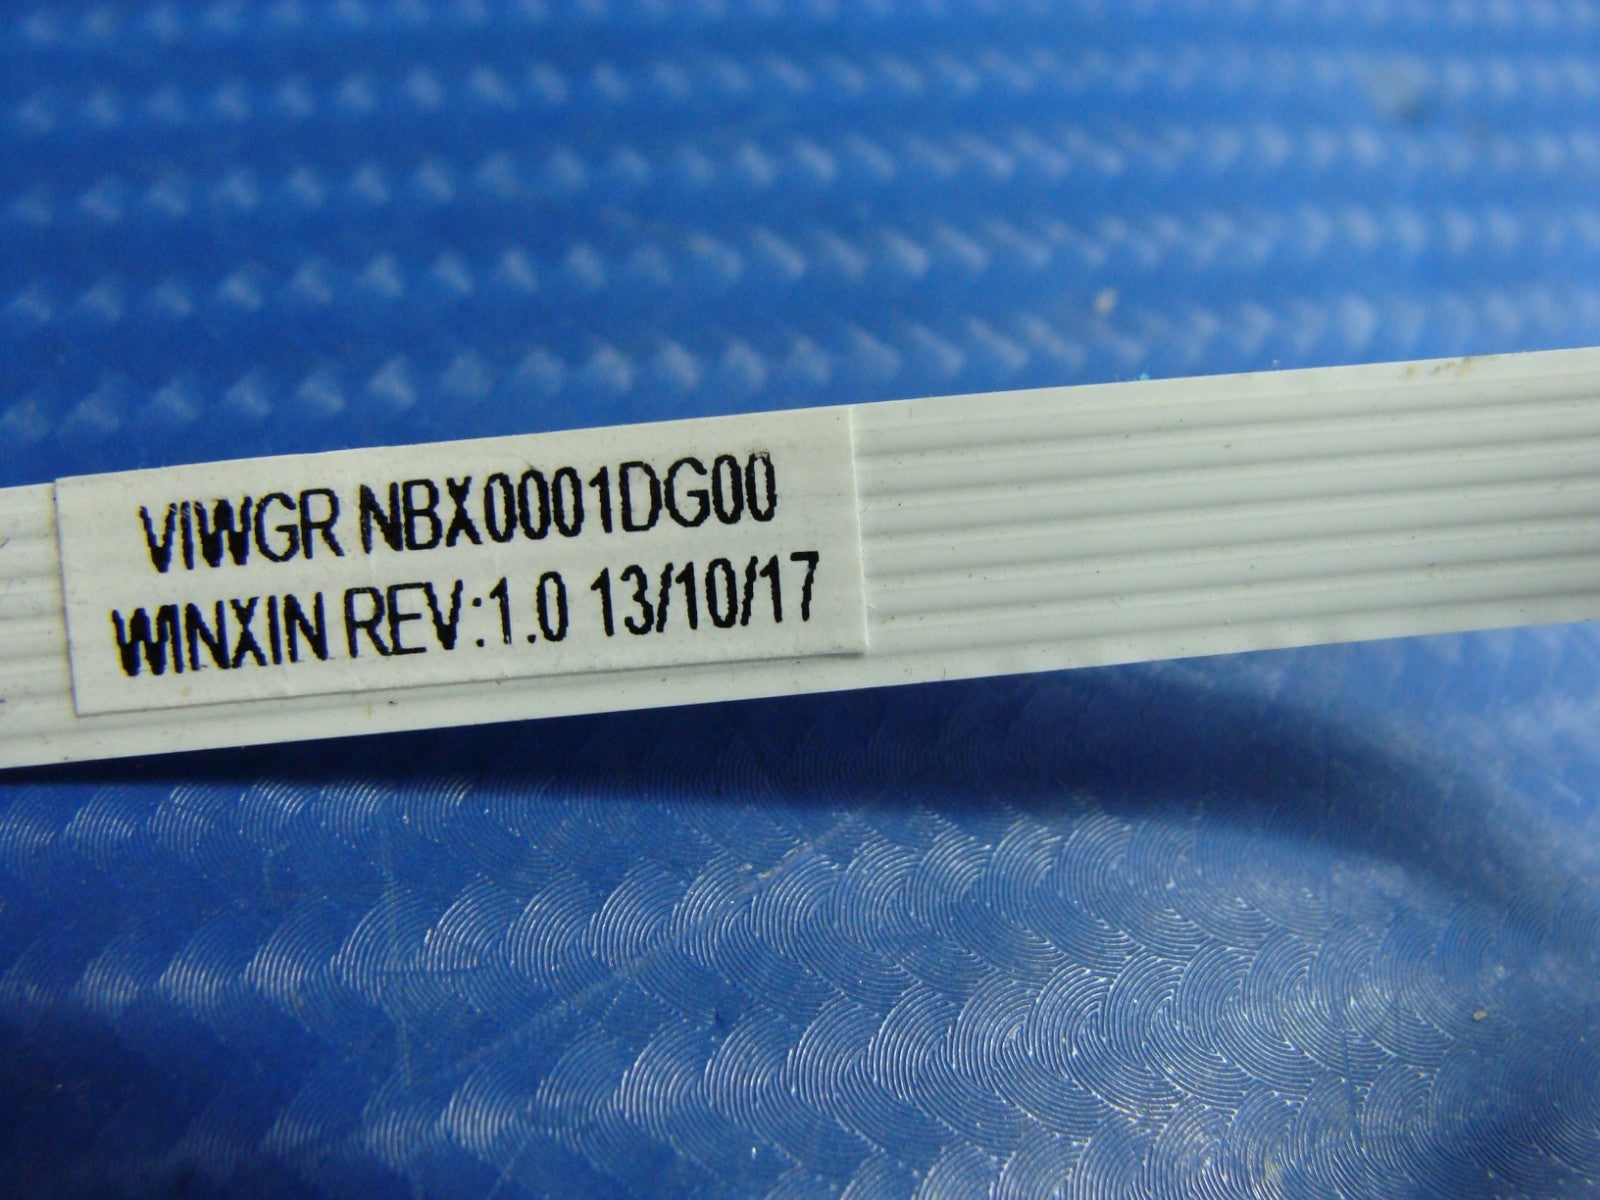 VIWGR NBX0001DG00
WINXIN REV:1.0 13/10/17